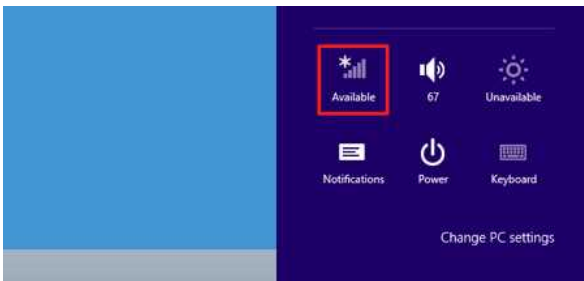 Available 67 Unavailable
Notifications Power Keyboard
Change PC settings